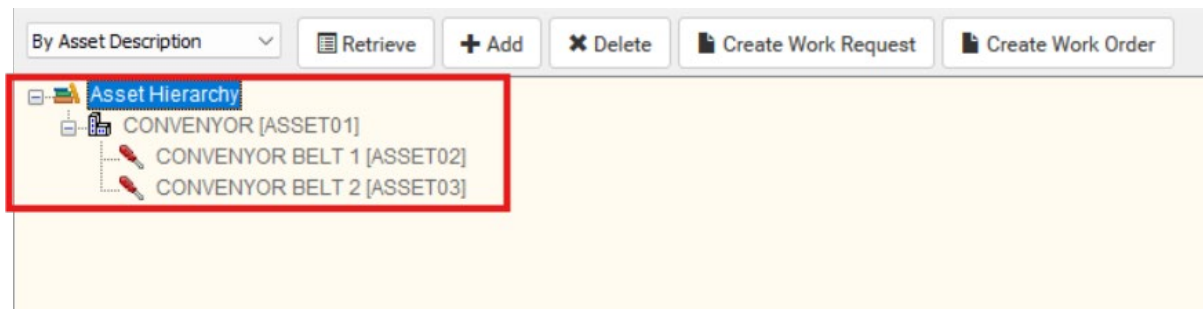 By Asset Description Retrieve Add Delete Create Work Request Create Work Order
Asset Hierarchy
CONVENYOR [ASSET01]
CONVENYOR BELT 1 [ASSET02]
CONVENYOR BELT 2 [ASSET03]